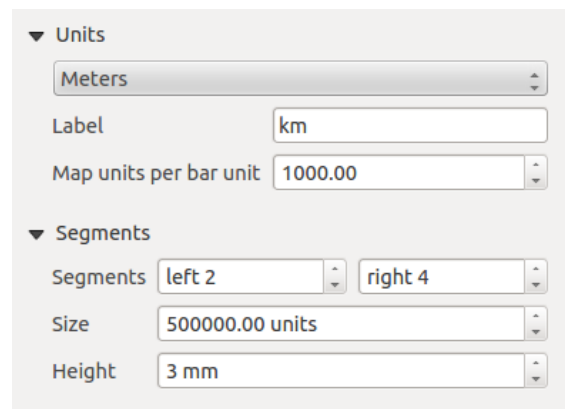 Units
Meters
Label km
Map units per bar unit 1000.00
Segments
Segments left 2 right 4
Size 500000.00 units
Height 3 mm